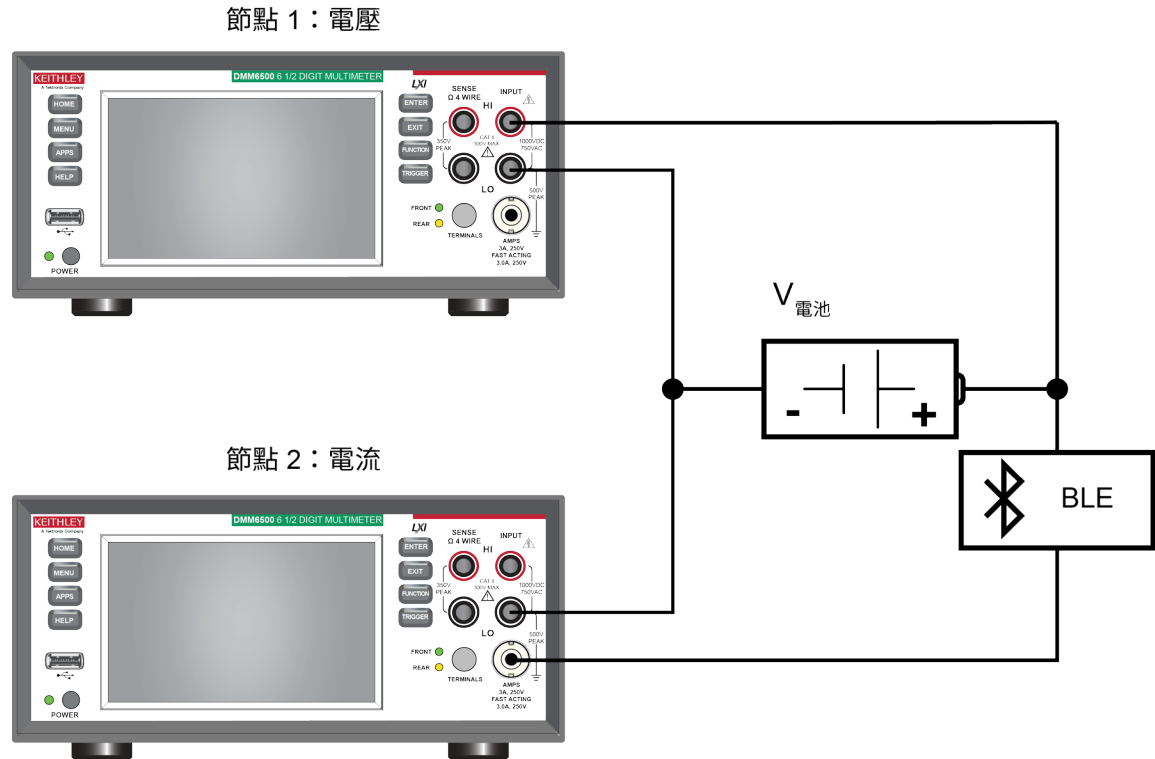 節點 1：電壓
KEITHLEY
A Tektronix Company
DMM6500 6 1/2 DIGIT MULTIMETER
LXI
HOME
MENU
APPS
HELP
POWER
ENTER
EXIT
FUNCTION
TRIGGER
SENSE
Ω 4 WIRE
INPUT
HI
350V
PEAK
CAT II
300V MAX
1000VDC
750VAC
LO
500V
PEAK
FRONT
REAR
TERMINALS
AMPS
3A, 250V
FAST ACTING
3.0A, 250V
V電池
- +
BLE
節點 2：電流
KEITHLEY
A Tektronix Company
DMM6500 6 1/2 DIGIT MULTIMETER
LXI
HOME
MENU
APPS
HELP
POWER
ENTER
EXIT
FUNCTION
TRIGGER
SENSE
Ω 4 WIRE
INPUT
HI
350V
PEAK
CAT II
300V MAX
1000VDC
750VAC
LO
500V
PEAK
FRONT
REAR
TERMINALS
AMPS
3A, 250V
FAST ACTING
3.0A, 250V